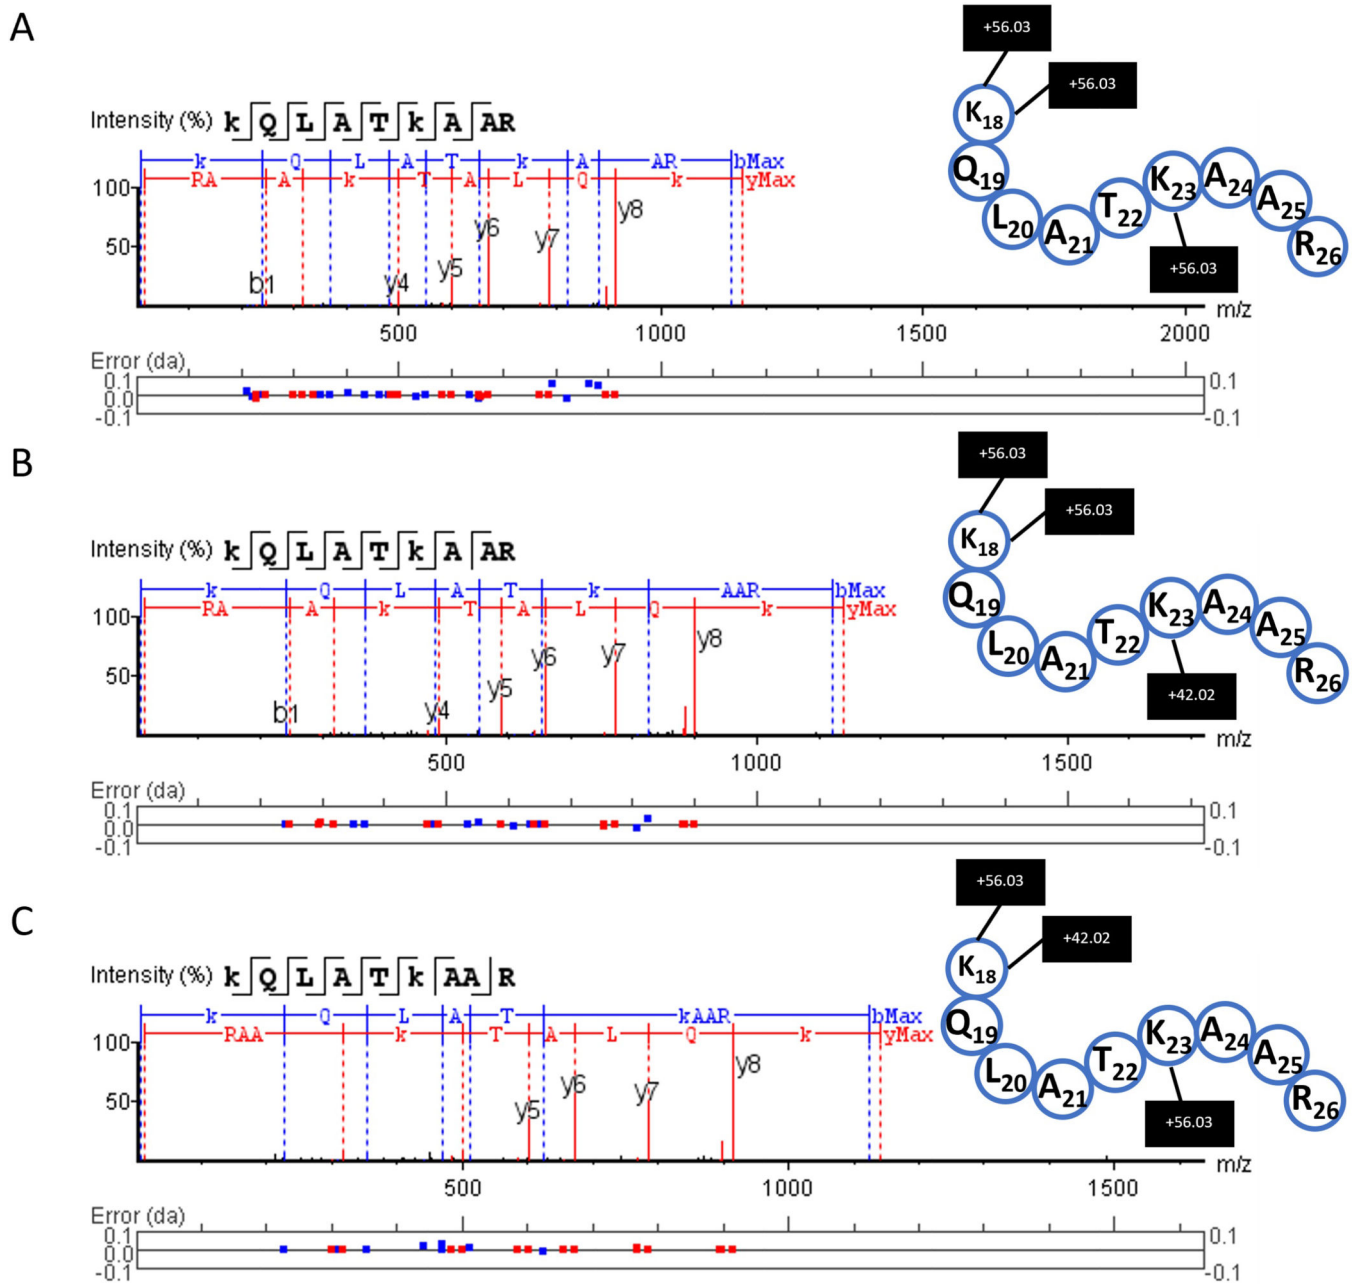 A
Intensity (%) k Q L A T k A AR
k Q L A T k A AR bMax
RA A k T A L Q k yMax
100
50
b1 y4 y5 y6 y7 y8
500 1000 1500 2000 m/z
Error (da)
0.1 0.1
0.0 0.0
-0.1 -0.1
+56.03
+56.03
K18
Q19
L20
A21
T22
K23
A24
A25
R26
+56.03
B
Intensity (%) k Q L A T k A AR
k Q L A T k AAR bMax
RA A k T A L Q k yMax
100
50
b1 y4 y5 y6 y7 y8
500 1000 1500 m/z
Error (da)
0.1 0.1
0.0 0.0
-0.1 -0.1
+56.03
+56.03
K18
Q19
L20
A21
T22
K23
A24
A25
R26
+42.02
C
Intensity (%) k Q L A T k AA R
k Q L A T kAAR bMax
RAA k T A L Q k yMax
100
50
y5 y6 y7 y8
500 1000 1500 m/z
Error (da)
0.1 0.1
0.0 0.0
-0.1 -0.1
+56.03
+42.02
K18
Q19
L20
A21
T22
K23
A24
A25
R26
+56.03